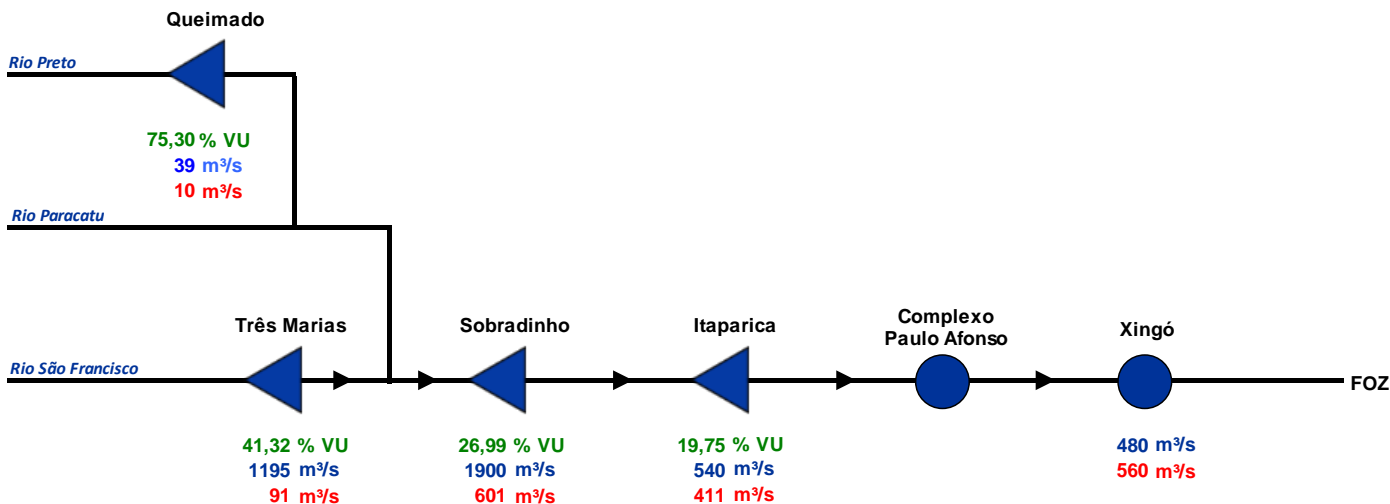 Queimado
Rio Preto
75,30 % VU
39 m³/s
10 m³/s
Rio Paracatu
Três Marias
Sobradinho
Itaparica
Complexo
Paulo Afonso
Xingó
Rio São Francisco
FOZ
41,32 % VU
1195 m³/s
91 m³/s
26,99 % VU
1900 m³/s
601 m³/s
19,75 % VU
540 m³/s
411 m³/s
480 m³/s
560 m³/s